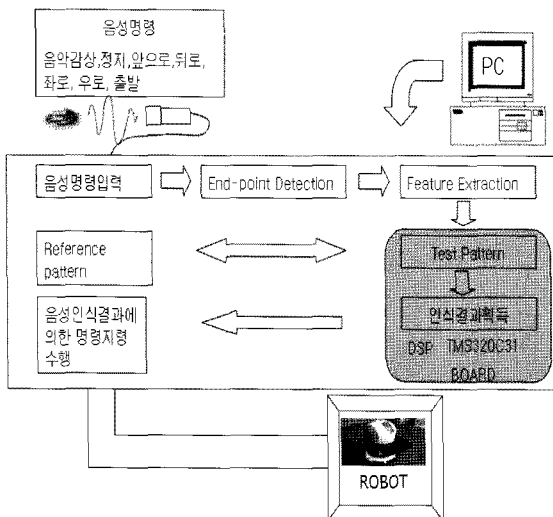 음성명령
음악감상,정지,앞으로,뒤로,
좌로, 우로, 출발
PC
음성명령입력
End-point Detection
Feature Extraction
Reference
pattern
Test Pattern
음성인식결과에
의한 명령지령
수행
인식결과획득
DSP TMS320C31
BOARD
ROBOT